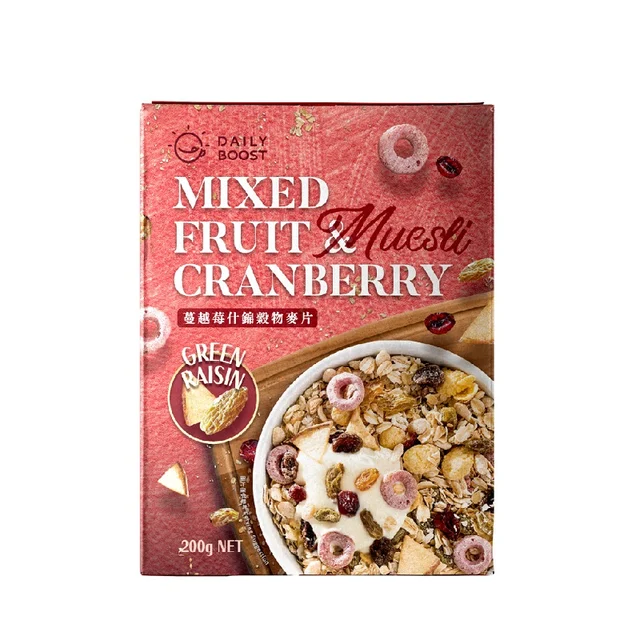 DAILY
BOOST
MIXED
FRUIT & Muesli
CRANBERRY
蔓越莓什錦穀物麥片
GREEN
RAISIN
200g NET